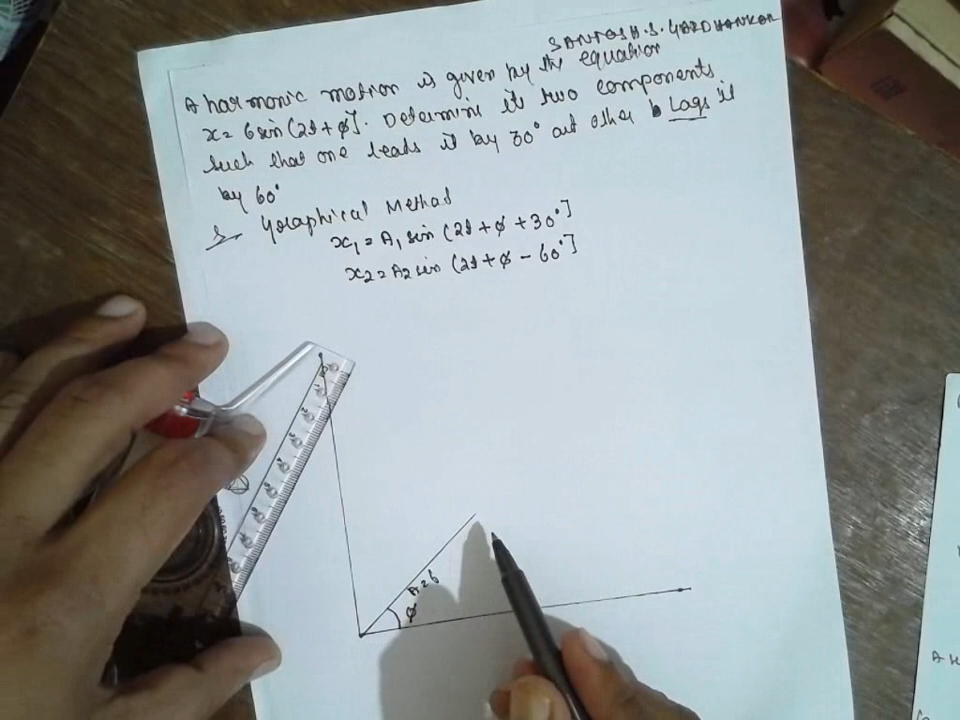 SANTOSH.S.YARDHANKAR
A harmonic motion is given by the equation
x= 6 sin(2t + φ]. Determine it two components
such that one leads it by 30° and other Lags it
by 60°
Graphical Method
x₁ = A₁ sin (2t + φ + 30°]
x₂ = A₂ sin (2t + φ - 60°]
A=6
φ